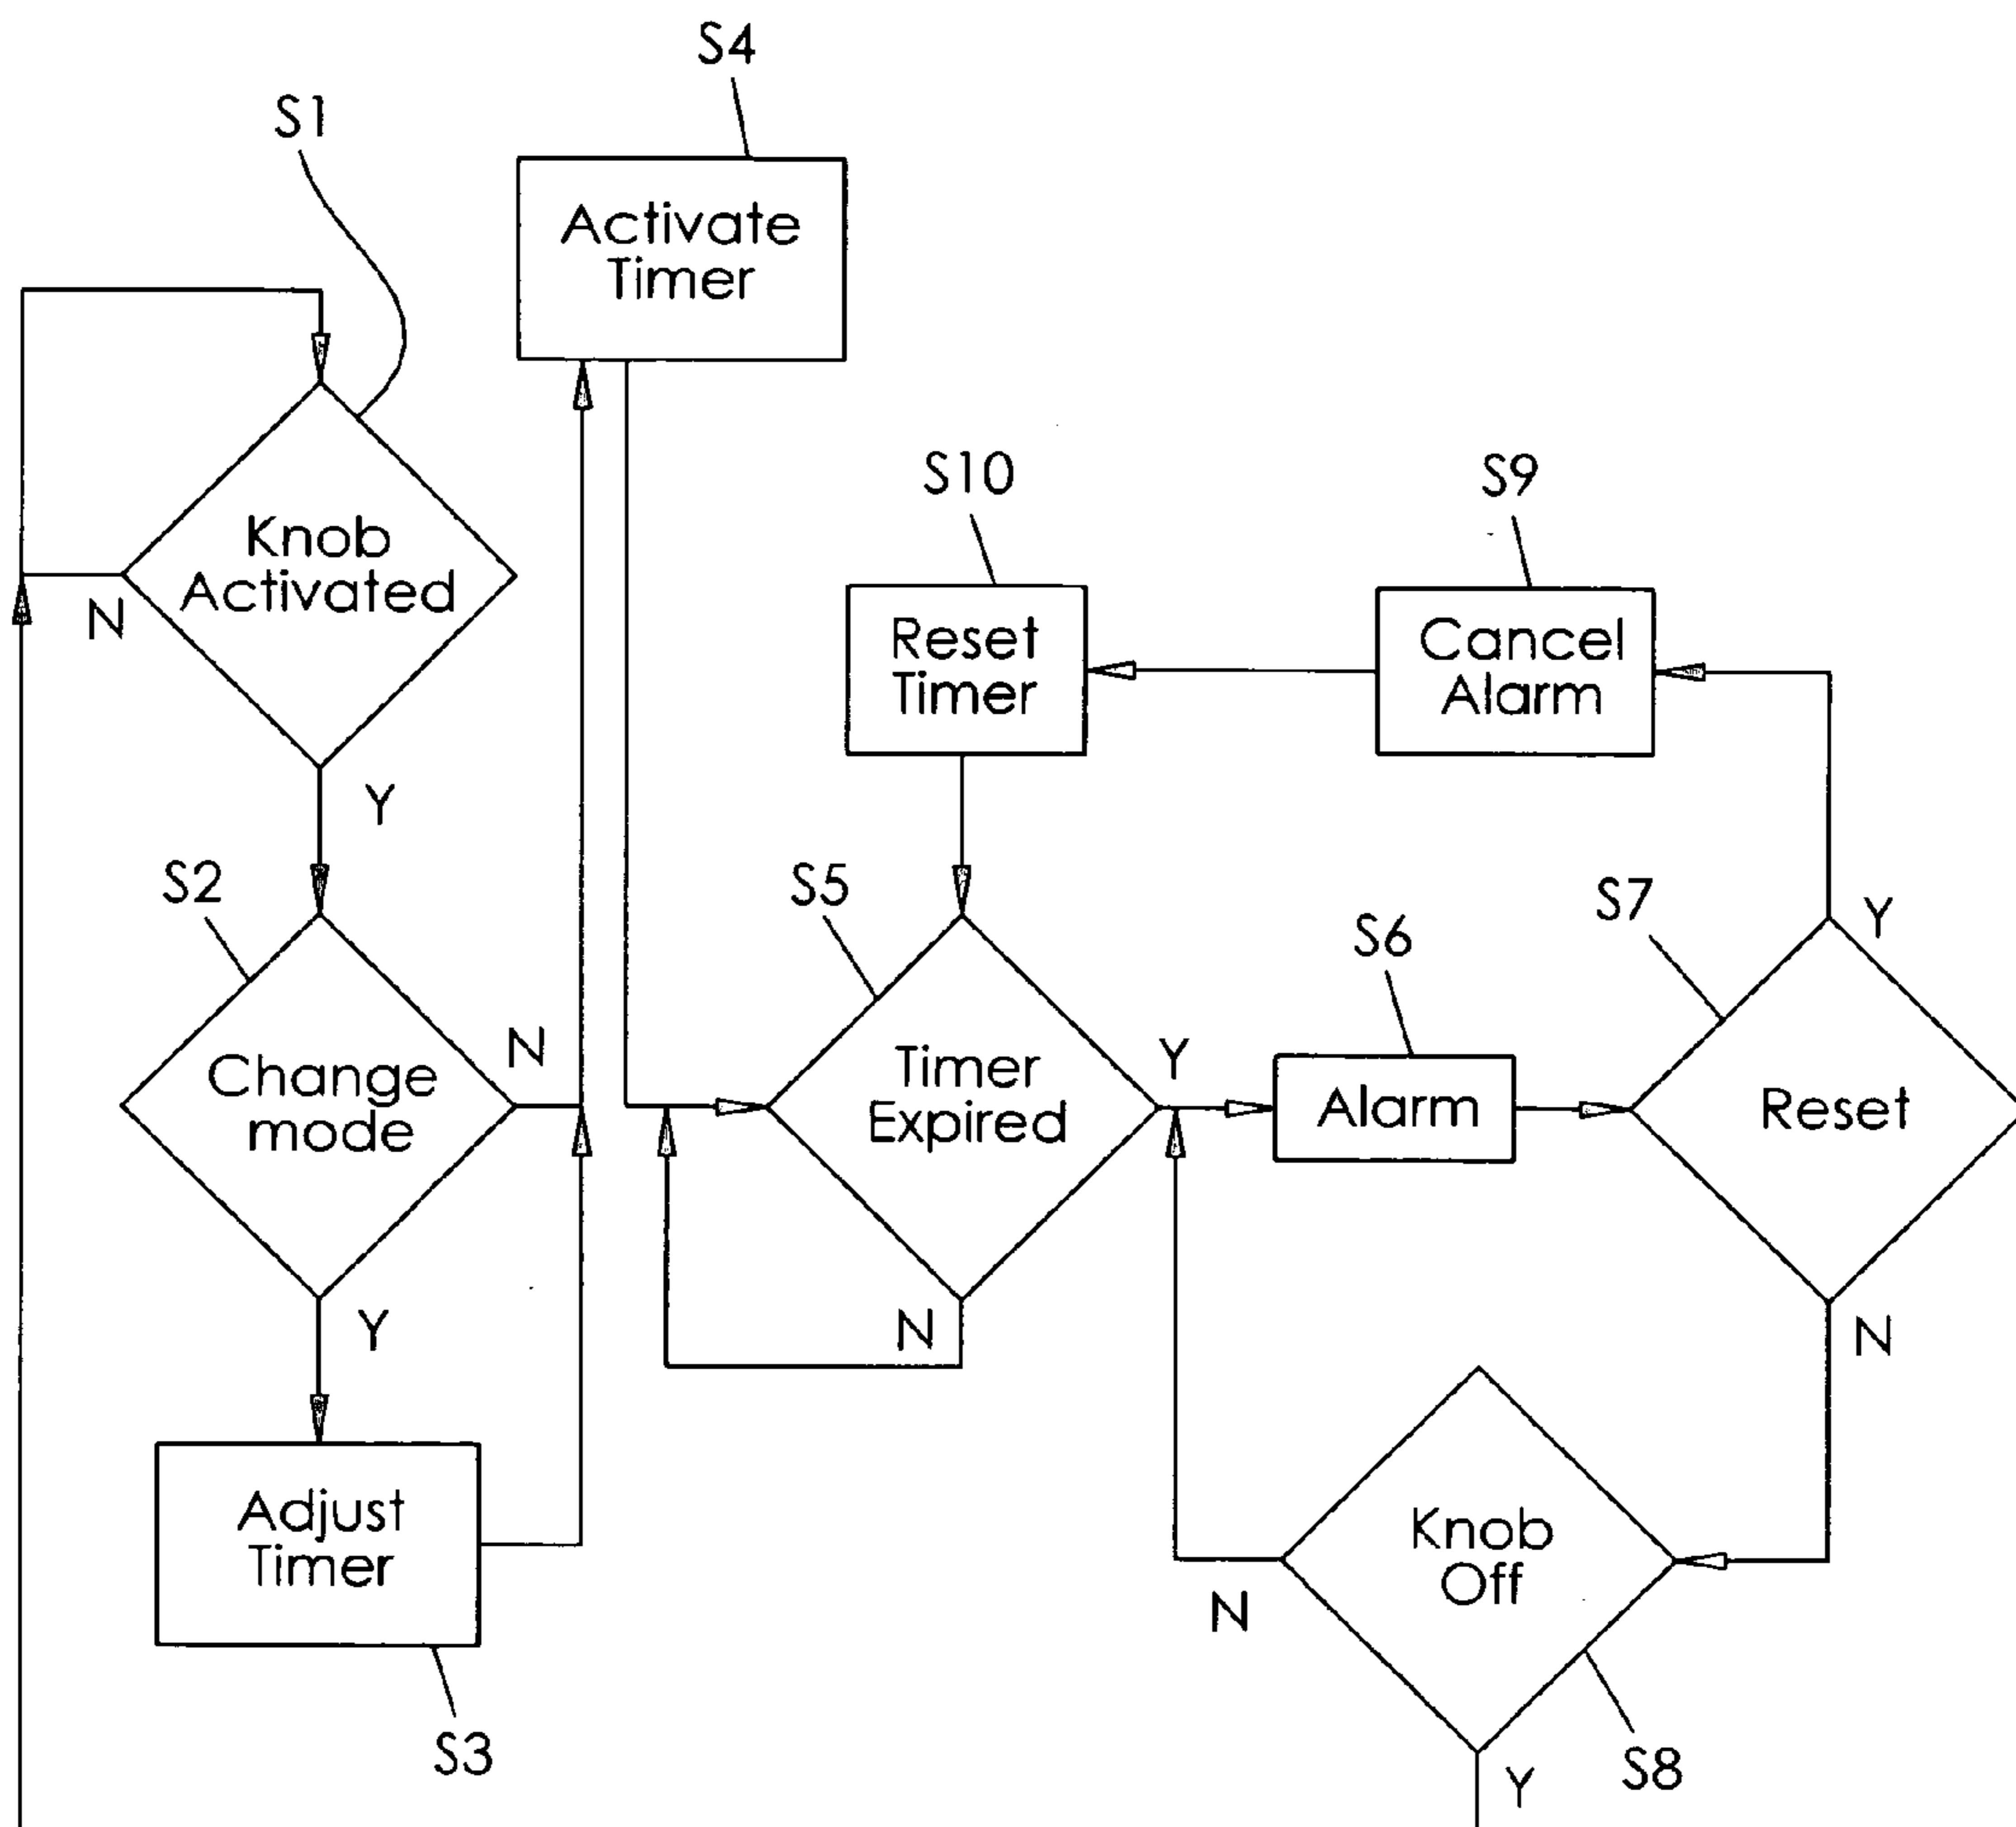 S4
S1
Activate
Timer
S10
S9
Knob
Activated
N
Reset
Timer
Cancel
Alarm
Y
S2
S5
S7
S6
Y
Change
mode
N
Timer
Expired
Y
Alarm
Reset
Y
N
N
Adjust
Timer
Knob
Off
N
S3
S8
Y